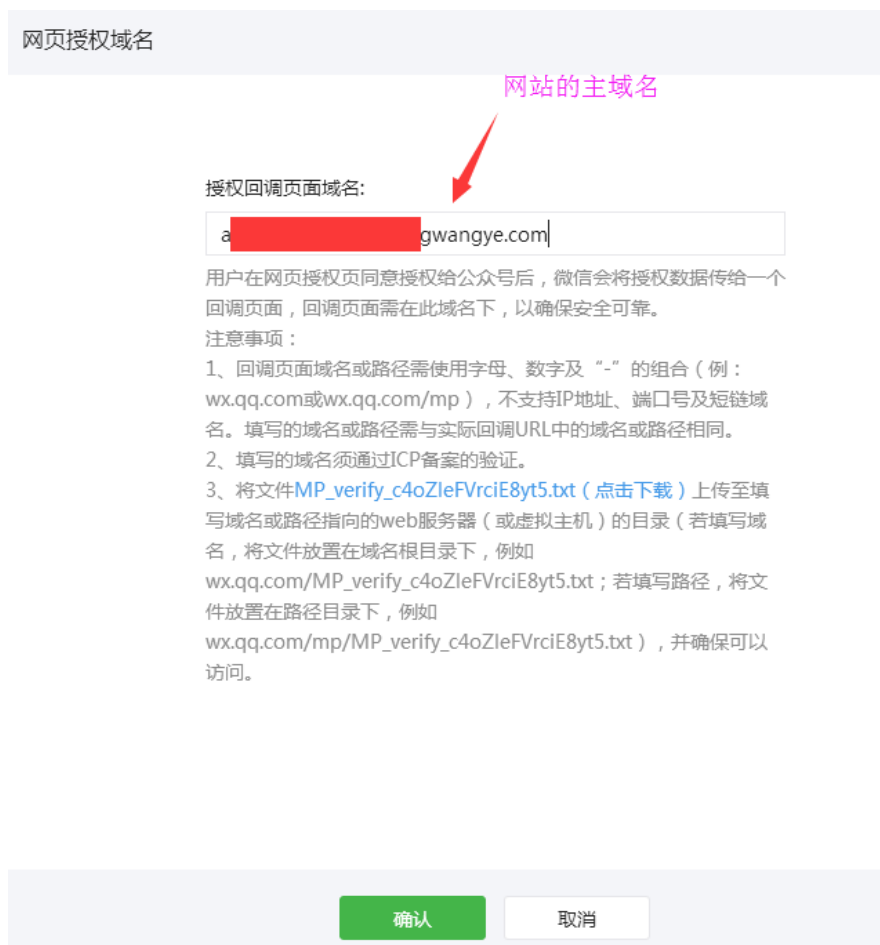 网页授权域名
网站的主域名
授权回调页面域名:
a gwangye.com
用户在网页授权页同意授权给公众号后，微信会将授权数据传给一个
回调页面，回调页面需在此域名下，以确保安全可靠。
注意事项：
1、回调页面域名或路径需使用字母、数字及“-”的组合（例：
wx.qq.com或wx.qq.com/mp），不支持IP地址、端口号及短链域
名。填写的域名或路径需与实际回调URL中的域名或路径相同。
2、填写的域名须通过ICP备案的验证。
3、将文件MP_verify_c4oZIeFVrciE8yt5.txt（点击下载）上传至填
写域名或路径指向的web服务器（或虚拟主机）的目录（若填写域
名，将文件放置在域名根目录下，例如
wx.qq.com/MP_verify_c4oZIeFVrciE8yt5.txt；若填写路径，将文
件放置在路径目录下，例如
wx.qq.com/mp/MP_verify_c4oZIeFVrciE8yt5.txt），并确保可以
访问。
确认
取消